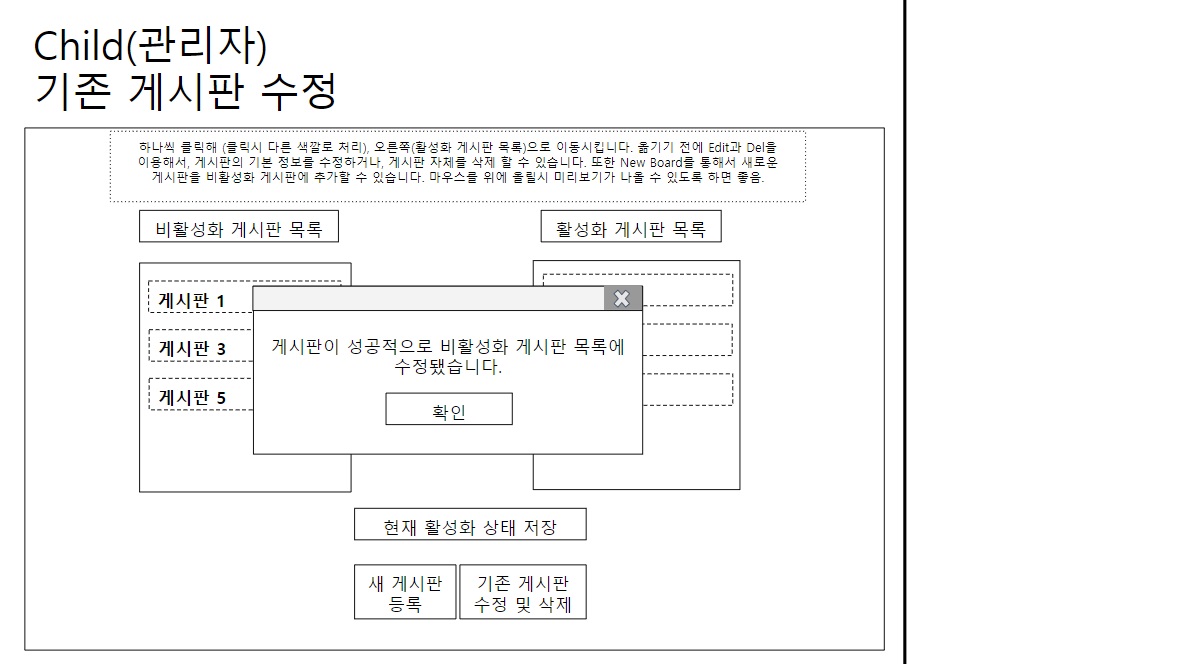 Child(관리자)
기존 게시판 수정
하나씩 클릭해 (클릭시 다른 색깔로 처리), 오른쪽(활성화 게시판 목록)으로 이동시킵니다. 옮기기 전에 Edit과 Del을
이용해서, 게시판의 기본 정보를 수정하거나, 게시판 자체를 삭제 할 수 있습니다. 또한 New Board를 통해서 새로운
게시판을 비활성화 게시판에 추가할 수 있습니다. 마우스를 위에 올릴시 미리보기가 나올 수 있도록 하면 좋음.
비활성화 게시판 목록
활성화 게시판 목록
게시판 1
게시판 3
게시판 5
게시판이 성공적으로 비활성화 게시판 목록에
수정됐습니다.
확인
현재 활성화 상태 저장
새 게시판
등록
기존 게시판
수정 및 삭제